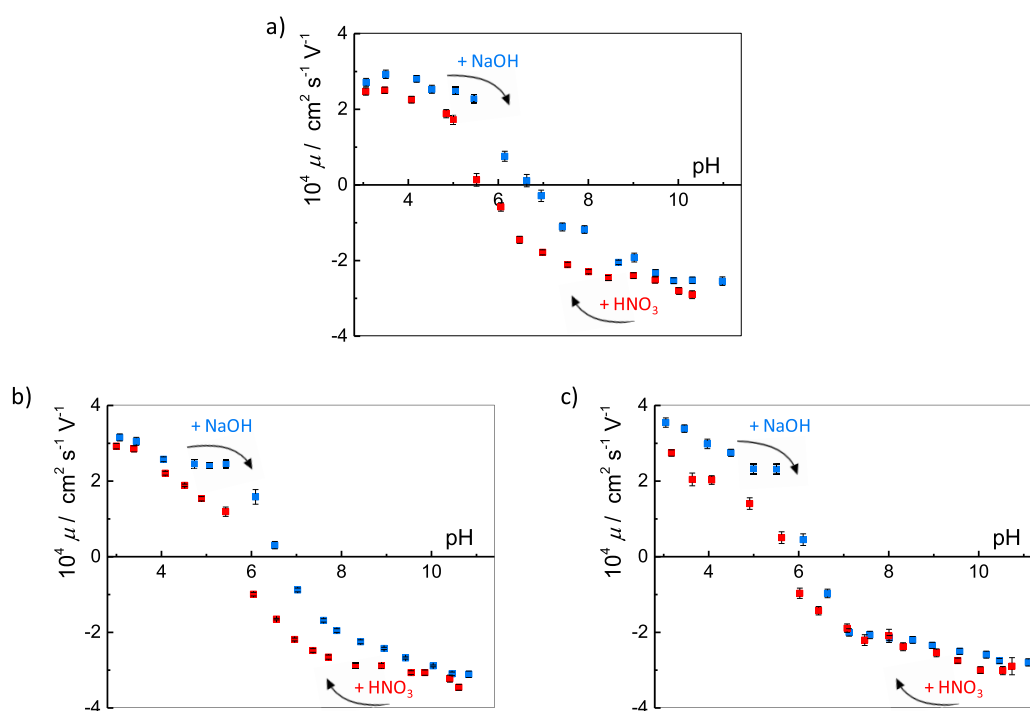 a)
4
2
0
-2
-4
10⁴ μ / cm² s⁻¹ V⁻¹
+ NaOH
pH
4 6 8 10
+ HNO₃
b)
4
2
0
-2
-4
10⁴ μ / cm² s⁻¹ V⁻¹
+ NaOH
pH
4 6 8 10
+ HNO₃
c)
4
2
0
-2
-4
10⁴ μ / cm² s⁻¹ V⁻¹
+ NaOH
pH
4 6 8 10
+ HNO₃